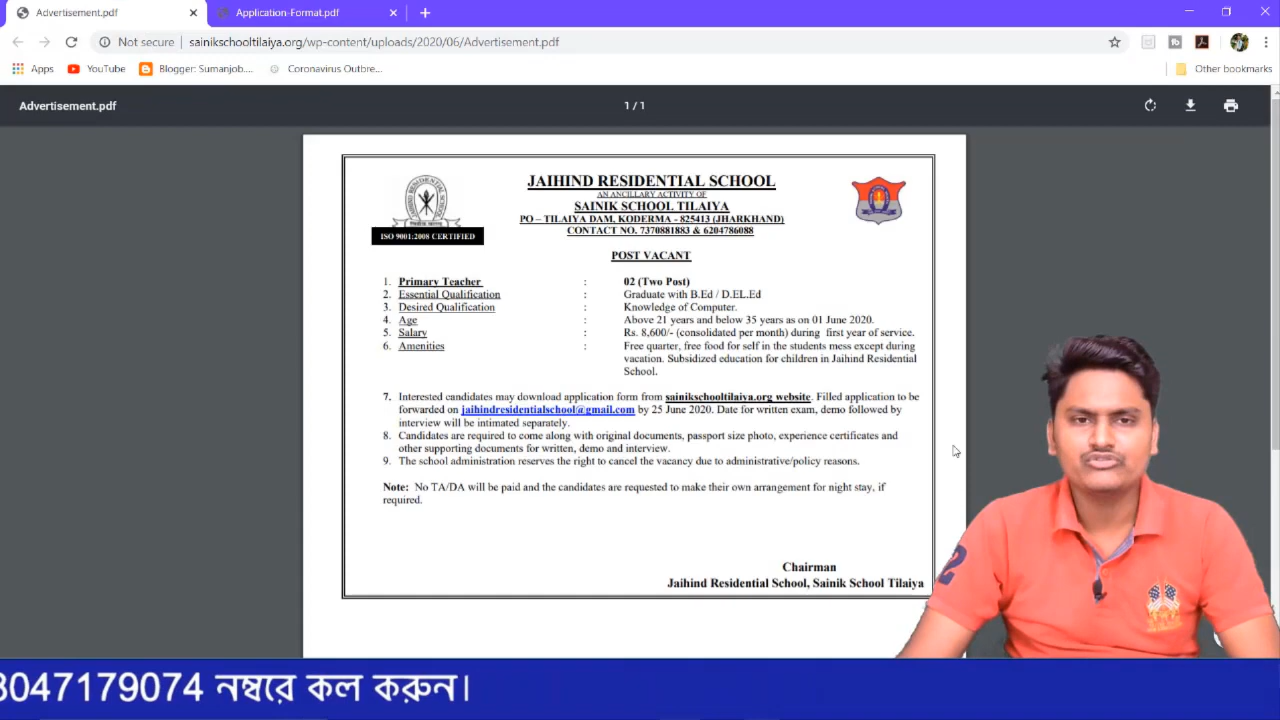 Advertisement.pdf
Application-Format.pdf
Not secure | sainikschooltilaiya.org/wp-content/uploads/2020/06/Advertisement.pdf
Apps YouTube Blogger: Sumanjob.... Coronavirus Outbre... Other bookmarks
Advertisement.pdf 1 / 1
JAIHIND RESIDENTIAL SCHOOL
AN ANCILLARY ACTIVITY OF
SAINIK SCHOOL TILAIYA
PO – TILAIYA DAM, KODERMA - 825413 (JHARKHAND)
CONTACT NO. 7370881883 & 6204786088
ISO 9001:2008 CERTIFIED
POST VACANT
1. Primary Teacher : 02 (Two Post)
2. Essential Qualification : Graduate with B.Ed / D.EL.Ed
3. Desired Qualification : Knowledge of Computer.
4. Age : Above 21 years and below 35 years as on 01 June 2020.
5. Salary : Rs. 8,600/- (consolidated per month) during first year of service.
6. Amenities : Free quarter, free food for self in the students mess except during
vacation. Subsidized education for children in Jaihind Residential
School.
7. Interested candidates may download application form from sainikschooltilaiya.org website. Filled application to be
forwarded on jaihindresidentialschool@gmail.com by 25 June 2020. Date for written exam, demo followed by
interview will be intimated separately.
8. Candidates are required to come along with original documents, passport size photo, experience certificates and
other supporting documents for written, demo and interview.
9. The school administration reserves the right to cancel the vacancy due to administrative/policy reasons.
Note: No TA/DA will be paid and the candidates are requested to make their own arrangement for night stay, if
required.
Chairman
Jaihind Residential School, Sainik School Tilaiya
8047179074 নম্বরে কল করুন।